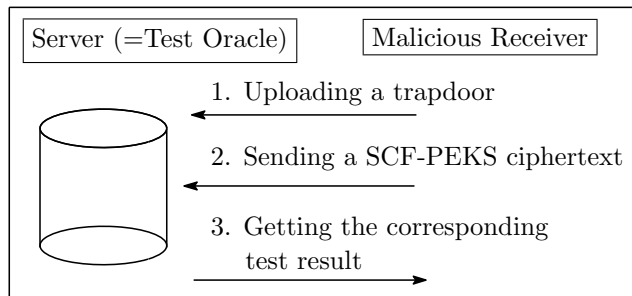 Server (=Test Oracle)
Malicious Receiver
1. Uploading a trapdoor
2. Sending a SCF-PEKS ciphertext
3. Getting the corresponding
test result